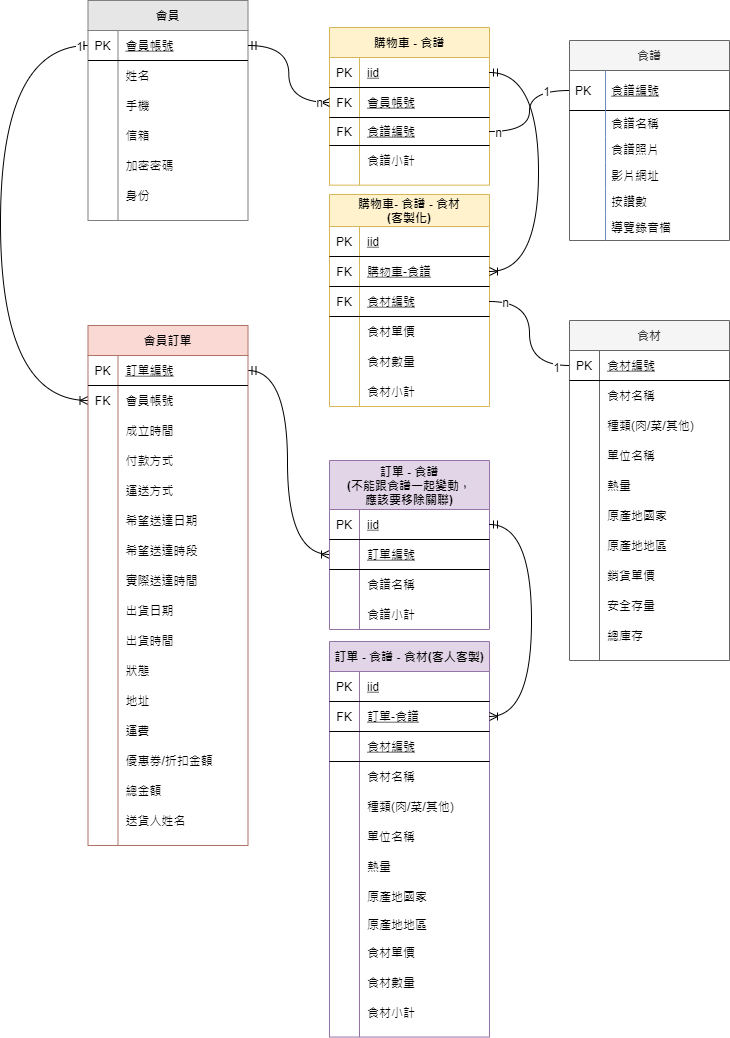 會員
PK 會員帳號
姓名
手機
信箱
加密密碼
身份
1
n
購物車 - 食譜
PK iid
FK 會員帳號
FK 食譜編號
食譜小計
1
n
食譜
PK 食譜編號
食譜名稱
食譜照片
影片網址
按讚數
導覽錄音檔
購物車- 食譜 - 食材
(客製化)
PK iid
FK 購物車-食譜
FK 食材編號
食材單價
食材數量
食材小計
n
1
食材
PK 食材編號
食材名稱
種類(肉/菜/其他)
單位名稱
熱量
原產地國家
原產地地區
銷貨單價
安全存量
總庫存
會員訂單
PK 訂單編號
FK 會員帳號
成立時間
付款方式
運送方式
希望送達日期
希望送達時段
實際送達時間
出貨日期
出貨時間
狀態
地址
運費
優惠券/折扣金額
總金額
送貨人姓名
訂單 - 食譜
(不能跟食譜一起變動，
應該要移除關聯)
PK iid
訂單編號
食譜名稱
食譜小計
訂單 - 食譜 - 食材(客人客製)
PK iid
FK 訂單-食譜
食材編號
食材名稱
種類(肉/菜/其他)
單位名稱
熱量
原產地國家
原產地地區
食材單價
食材數量
食材小計